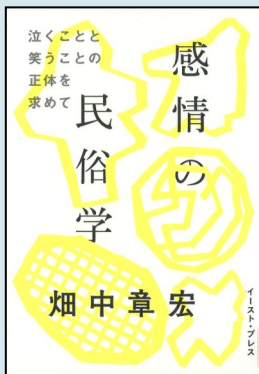 感情の
民俗学
泣くことと
笑うことの
正体を
求めて
畑中章宏
イースト・プレス